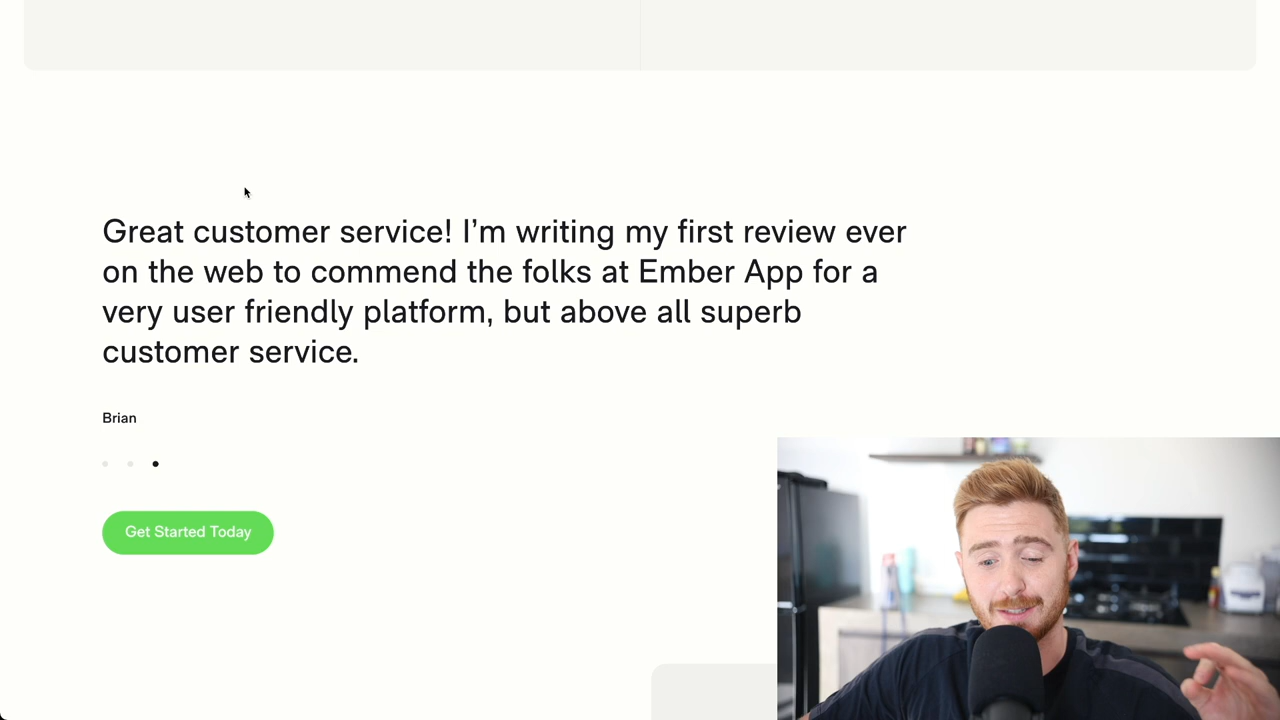 Great customer service! I’m writing my first review ever
on the web to commend the folks at Ember App for a
very user friendly platform, but above all superb
customer service.
Brian
Get Started Today